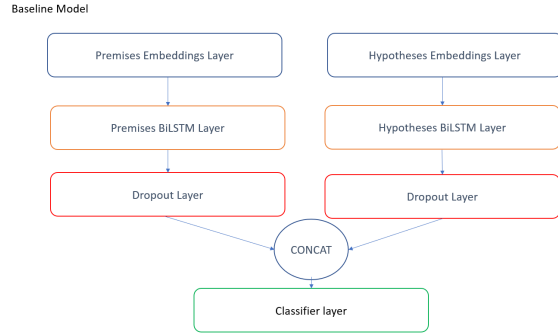 Baseline Model
Premises Embeddings Layer
Hypotheses Embeddings Layer
Premises BiLSTM Layer
Hypotheses BiLSTM Layer
Dropout Layer
Dropout Layer
CONCAT
Classifier layer